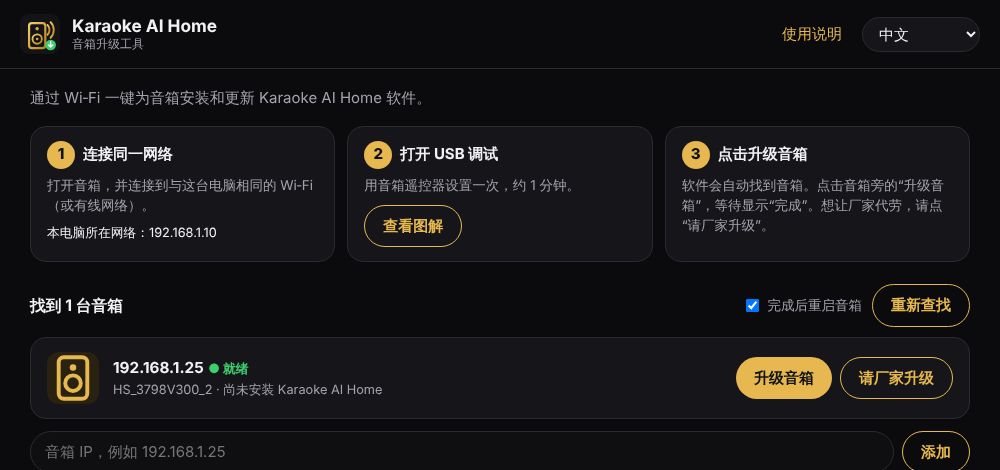 Karaoke AI Home
音箱升级工具
使用说明
中文
通过 Wi-Fi 一键为音箱安装和更新 Karaoke AI Home 软件。
1 连接同一网络
打开音箱，并连接到与这台电脑相同的 Wi-Fi
（或有线网络）。
本电脑所在网络：192.168.1.10
2 打开 USB 调试
用音箱遥控器设置一次，约 1 分钟。
查看图解
3 点击升级音箱
软件会自动找到音箱。点击音箱旁的“升级音
箱”，等待显示“完成”。想让厂家代劳，请点
“请厂家升级”。
找到 1 台音箱
完成后重启音箱
重新查找
192.168.1.25 就绪
HS_3798V300_2 · 尚未安装 Karaoke AI Home
升级音箱
请厂家升级
音箱 IP，例如 192.168.1.25
添加